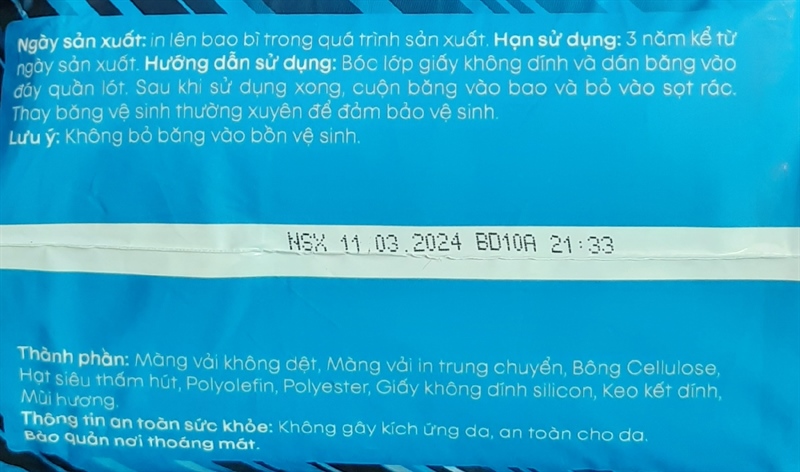 Ngày sản xuất: in lên bao bì trong quá trình sản xuất. Hạn sử dụng: 3 năm kể từ
ngày sản xuất. Hướng dẫn sử dụng: Bóc lớp giấy không dính và dán băng vào
đáy quần lót. Sau khi sử dụng xong, cuộn băng vào bao và bỏ vào sọt rác.
Thay băng vệ sinh thường xuyên để đảm bảo vệ sinh.
Lưu ý: Không bỏ băng vào bồn vệ sinh.
NSX 11.03.2024 BD10A 21:33
Thành phần: Màng vải không dệt, Màng vải in trung chuyển, Bông Cellulose,
Hạt siêu thấm hút, Polyolefin, Polyester, Giấy không dính silicon, Keo kết dính,
Mùi hương.
Thông tin an toàn sức khỏe: Không gây kích ứng da, an toàn cho da.
Bảo quản nơi thoáng mát.